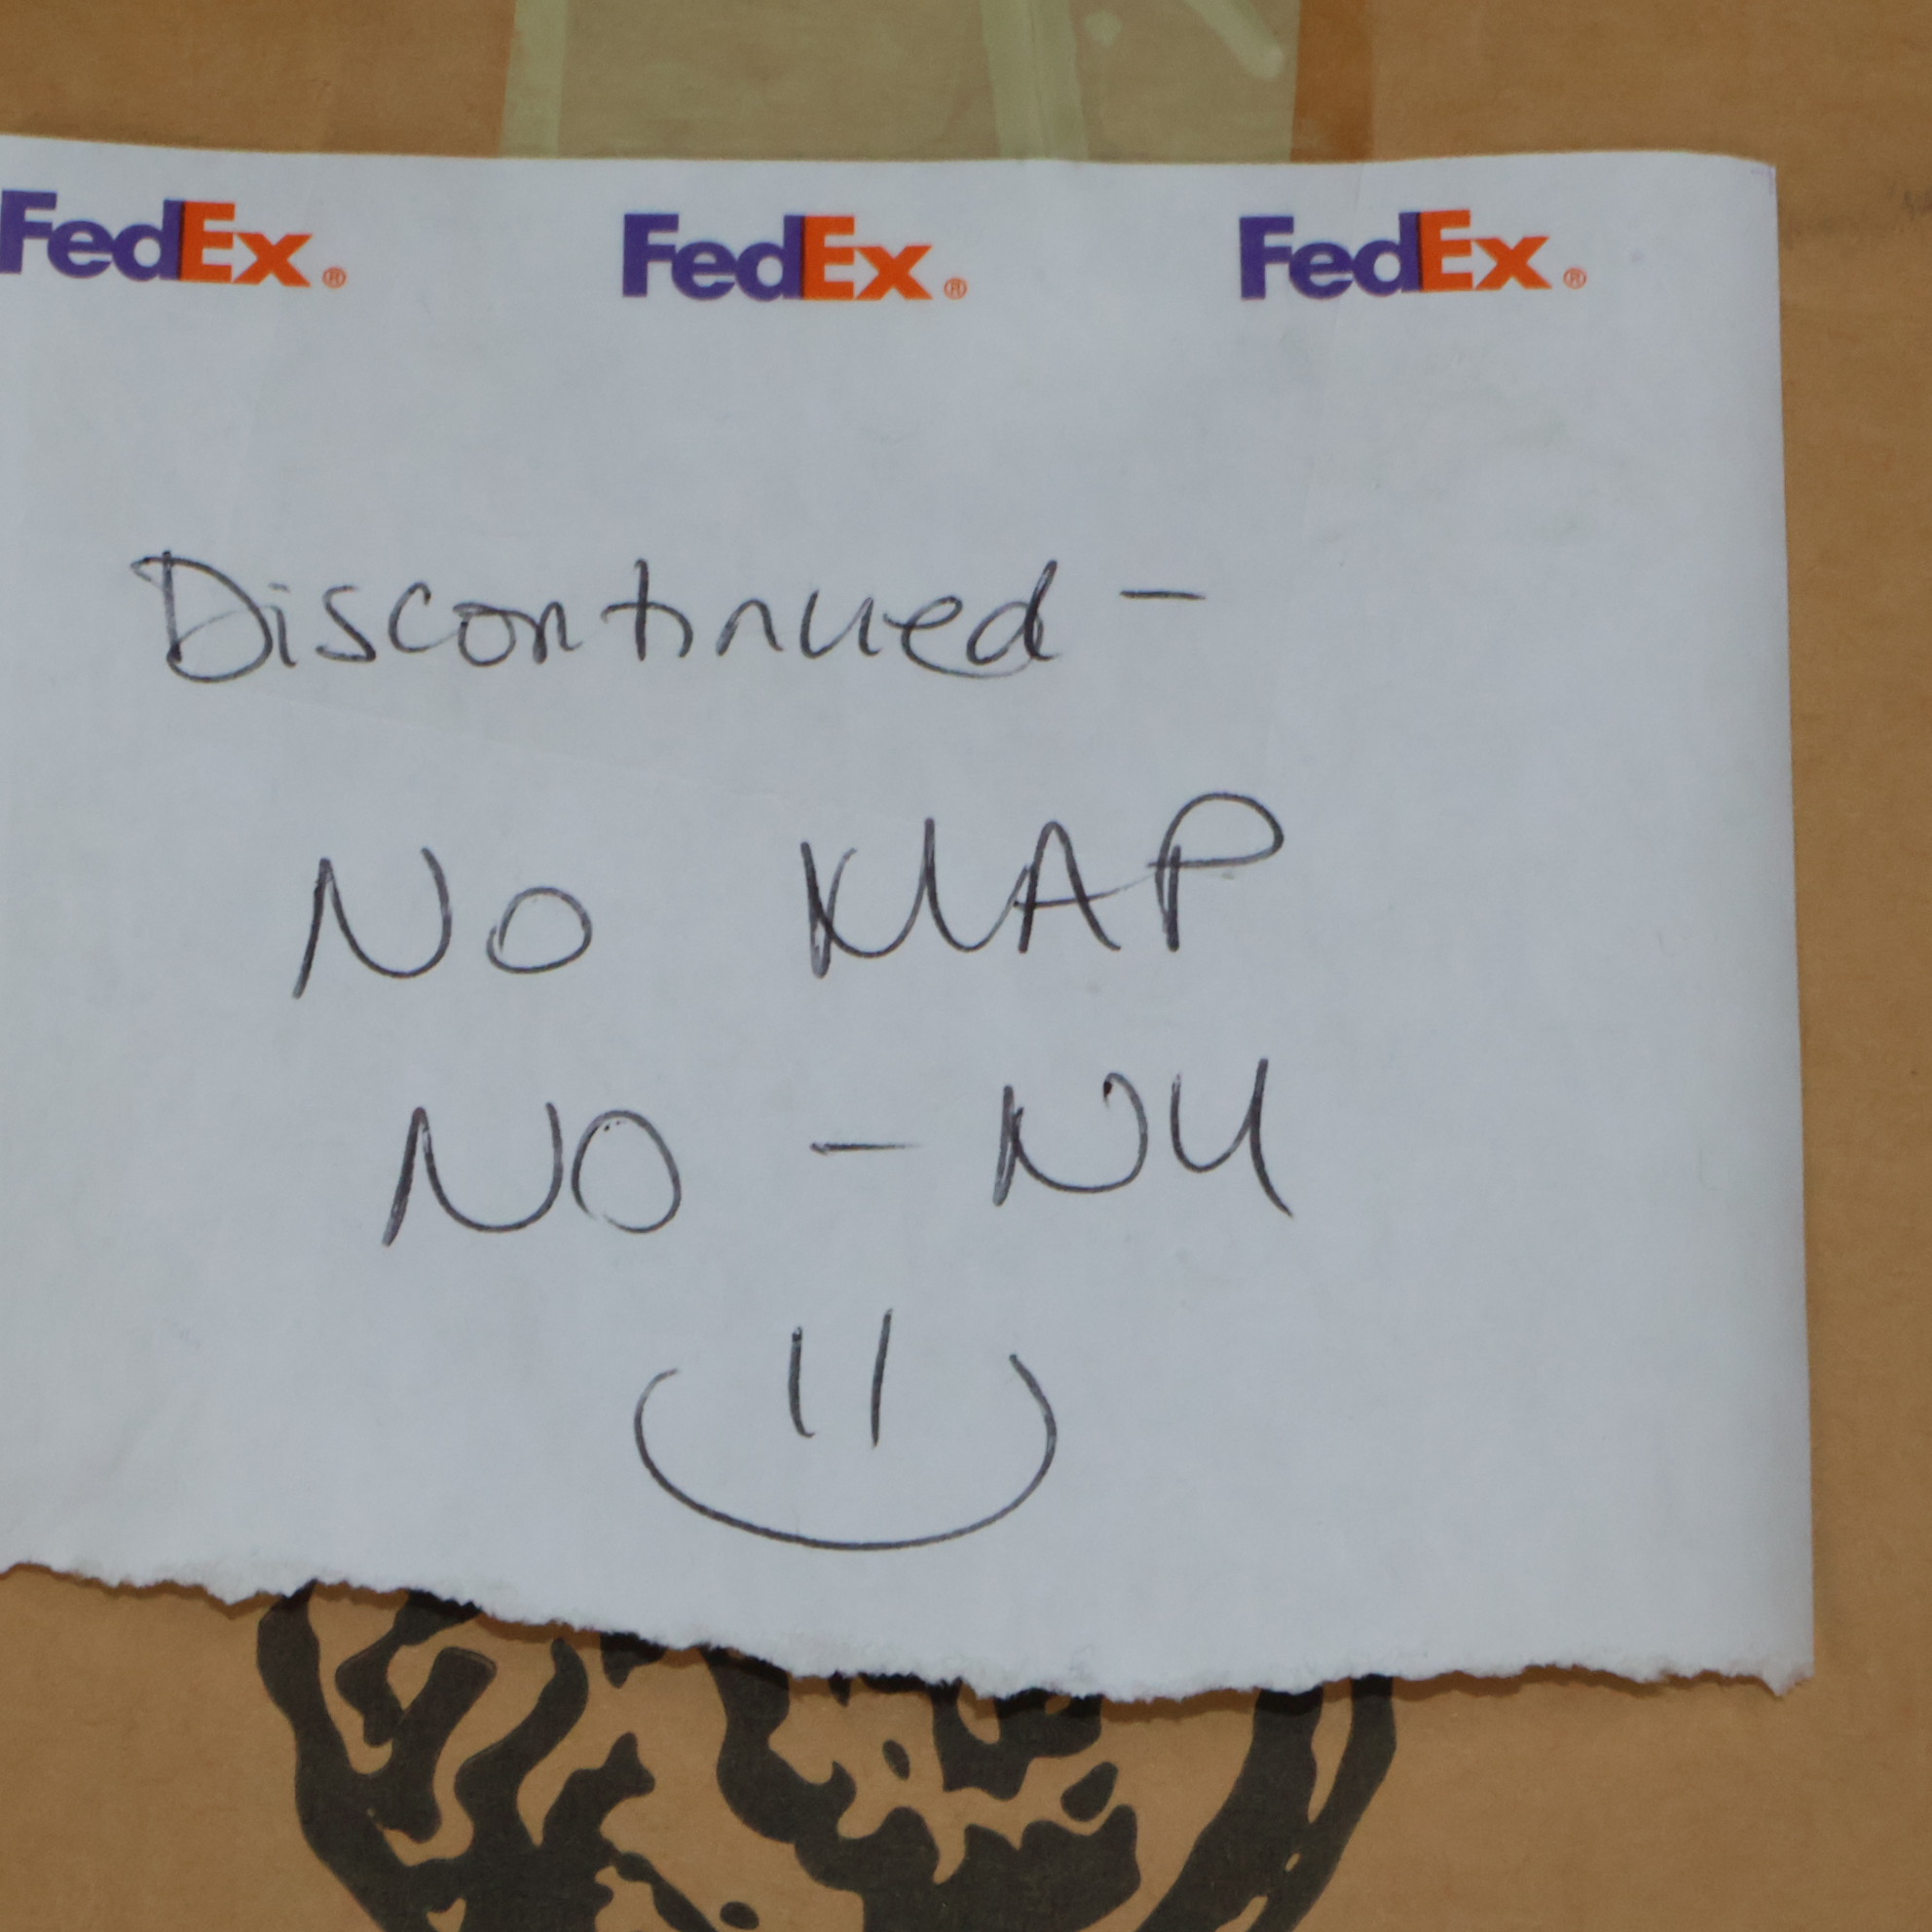 FedEx® FedEx® FedEx®
Discontinued -
NO MAP
NO - NU